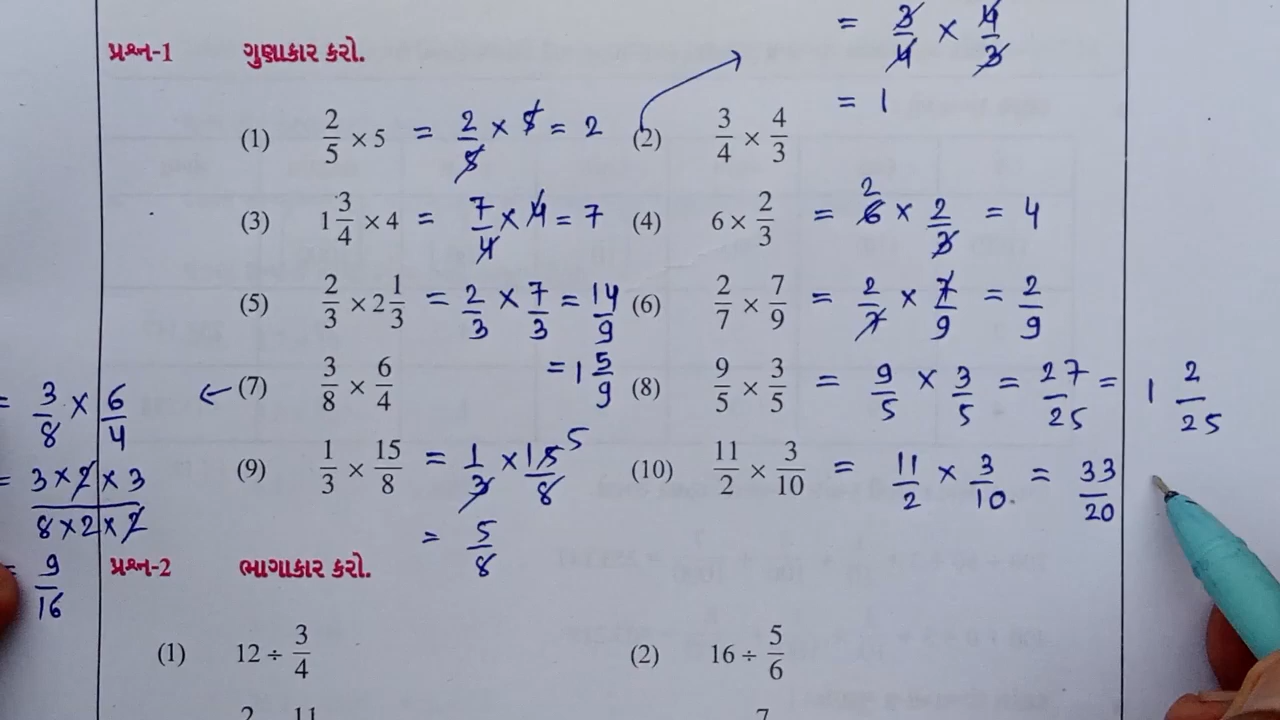 = 3/4 × 4/3
પ્રશ્ન-1 ગુણાકાર કરો.
= 1
(1) 2/5 × 5 = 2/5 × 5 = 2 (2) 3/4 × 4/3
(3) 1 3/4 × 4 = 7/4 × 4 = 7 (4) 6 × 2/3 = 6 2 × 2/3 = 4
(5) 2/3 × 2 1/3 = 2/3 × 7/3 = 14/9 (6) 2/7 × 7/9 = 2/7 × 7/9 = 2/9
= 1 5/9
(7) 3/8 × 6/4 (8) 9/5 × 3/5 = 9/5 × 3/5 = 27/25 = 1 2/25
= 3/8 × 6/4
(9) 1/3 × 15/8 = 1/3 × 15/8 5 (10) 11/2 × 3/10 = 11/2 × 3/10 = 33/20
= 3×2×3/8×2×2
= 5/8
= 9/16
પ્રશ્ન-2 ભાગાકાર કરો.
(1) 12 ÷ 3/4 (2) 16 ÷ 5/6
2 11 7